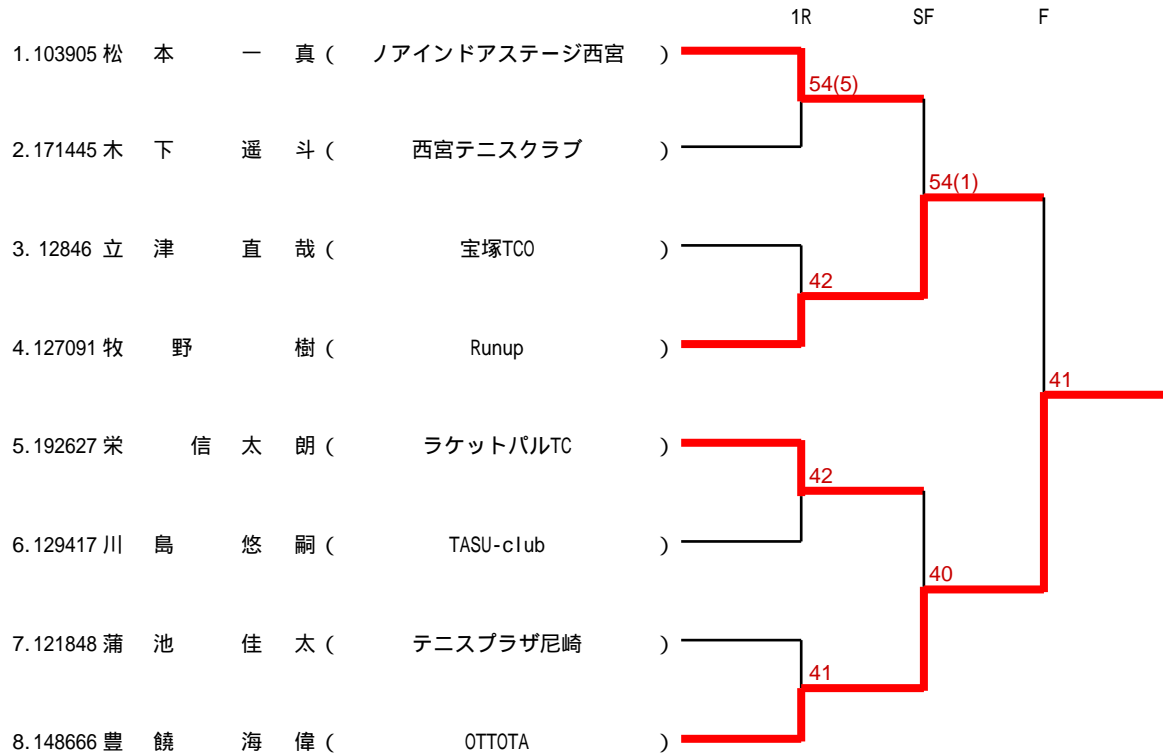 1R SF F
1.103905 松 本 一 真 ( ノアインドアステージ西宮 )
54(5)
2.171445 木 下 遥 斗 ( 西宮テニスクラブ )
54(1)
3. 12846 立 津 直 哉 ( 宝塚TCO )
42
4.127091 牧 野 樹 ( Runup )
41
5.192627 栄 信 太 朗 ( ラケットパルTC )
42
6.129417 川 島 悠 嗣 ( TASU-club )
40
7.121848 蒲 池 佳 太 ( テニスプラザ尼崎 )
41
8.148666 豊 饒 海 偉 ( OTTOTA )